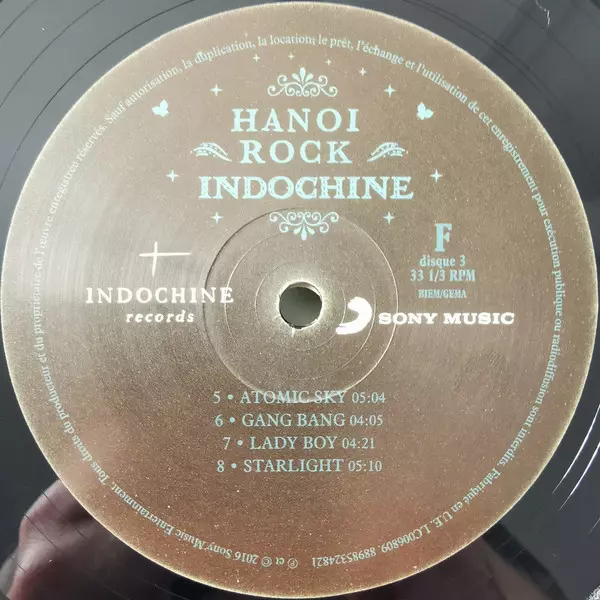 HANOI
ROCK
INDOCHINE
F
disque 3
33 1/3 RPM
BIEM/GEMA
INDOCHINE
records
SONY MUSIC
5 • ATOMIC SKY 05:04
6 • GANG BANG 04:05
7 • LADY BOY 04:21
8 • STARLIGHT 05:10
℗ et © 2016 Sony Music Entertainment. Tous droits du producteur et du propriétaire de l'œuvre enregistrée réservés. Sauf autorisation, la duplication, la location, le prêt, l'échange et l'utilisation de cet enregistrement pour exécution publique ou radiodiffusion sont interdits. Fabriqué en U.E. LC006809. 88985324821